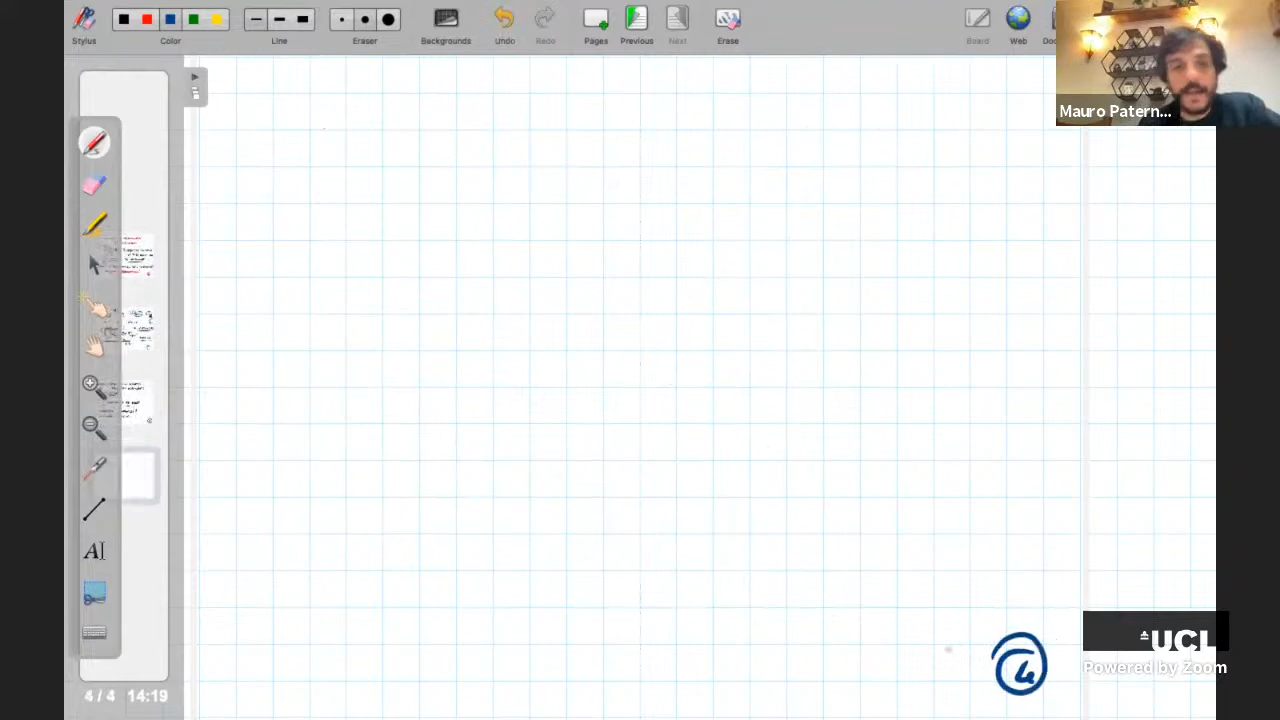 Stylus
Color
Line
Eraser
Backgrounds
Undo
Redo
Pages
Previous
Next
Erase
Board
Web
Mauro Patern...
A
4
UCL
Powered by Zoom
4 / 4 14:19